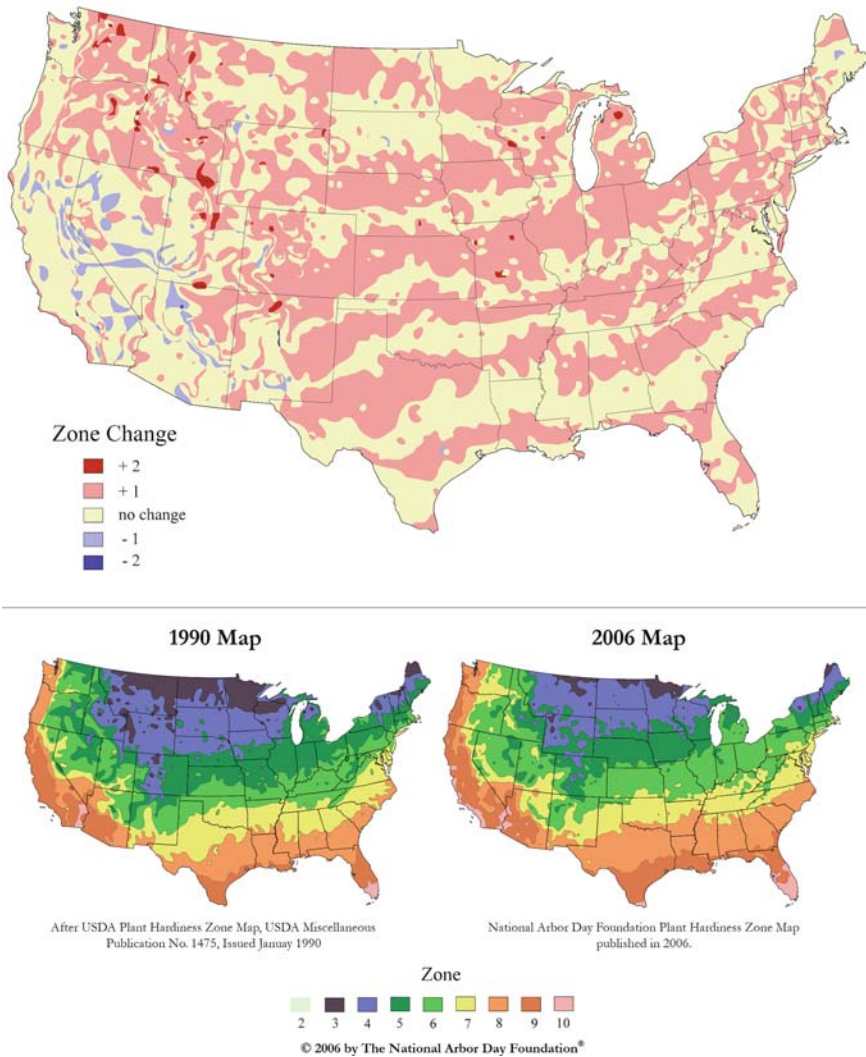 Zone Change
+ 2
+ 1
no change
- 1
- 2
1990 Map
2006 Map
After USDA Plant Hardiness Zone Map, USDA Miscellaneous
Publication No. 1475, Issued Januay 1990
National Arbor Day Foundation Plant Hardiness Zone Map
published in 2006.
Zone
2 3 4 5 6 7 8 9 10
© 2006 by The National Arbor Day Foundation®